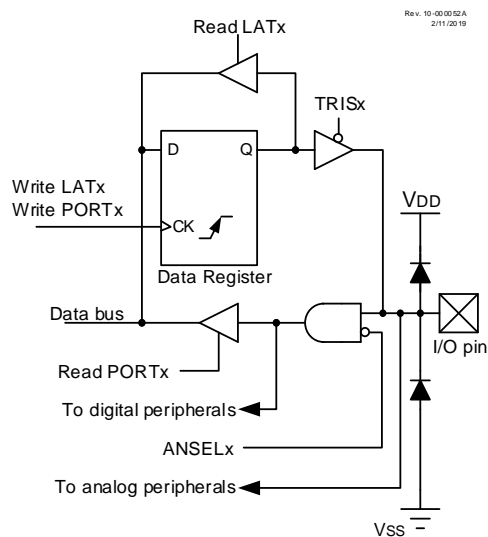 Rev. 10-000052A
2/11/2019
Read LATx
TRISx
D
Q
Write LATx
Write PORTx
CK
VDD
Data Register
Data bus
I/O pin
Read PORTx
To digital peripherals
ANSELx
To analog peripherals
VSS